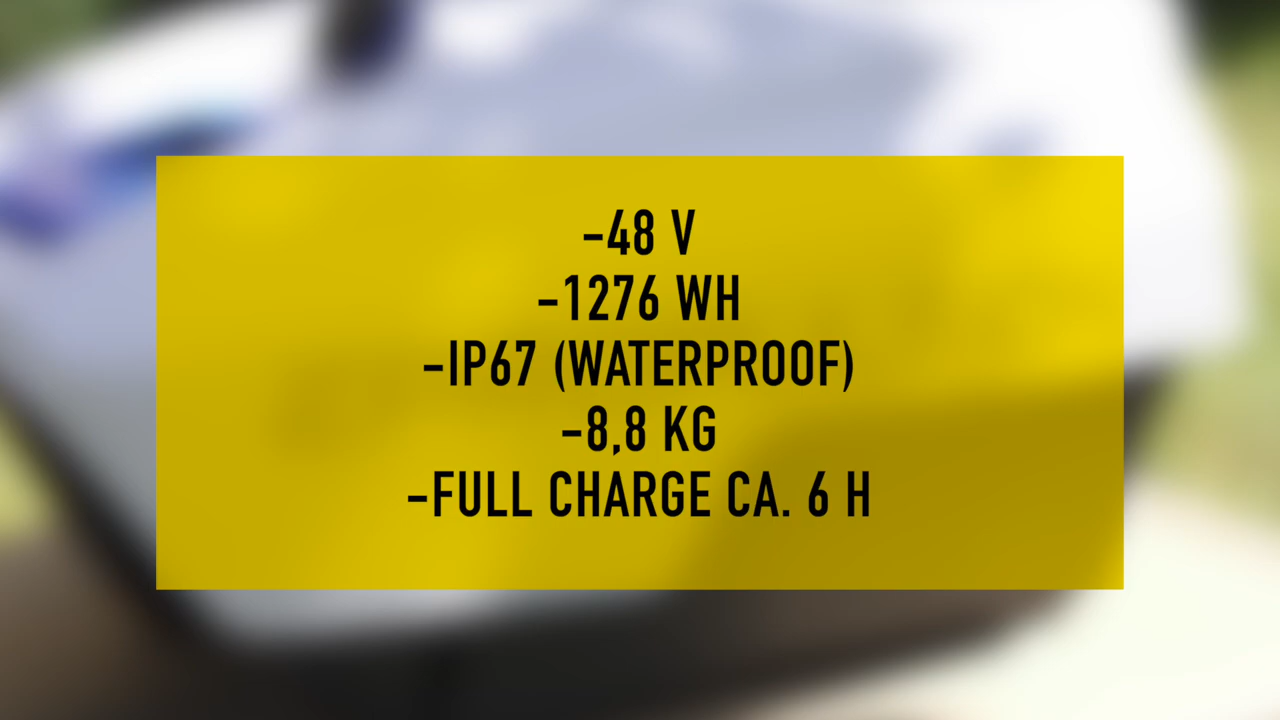 -48 V
-1276 WH
-IP67 (WATERPROOF)
-8,8 KG
-FULL CHARGE CA. 6 H